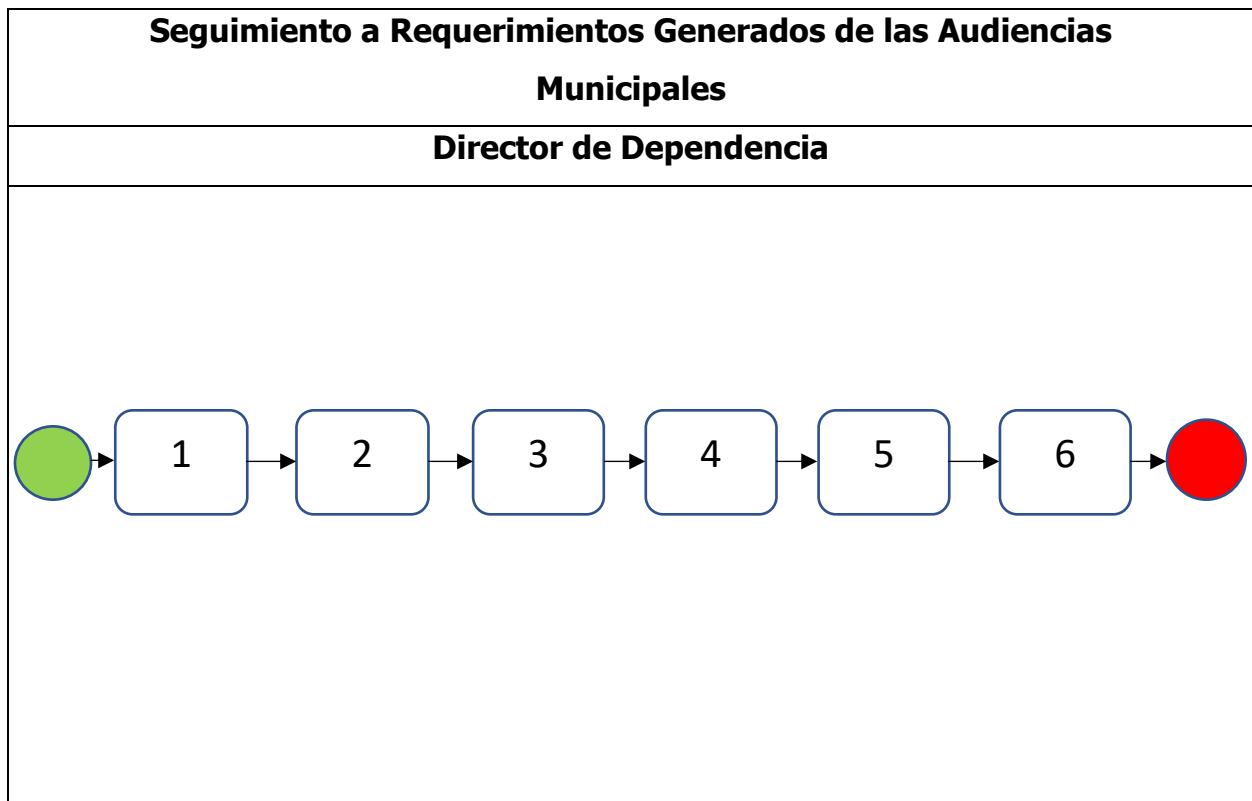 Seguimiento a Requerimientos Generados de las Audiencias
Municipales
Director de Dependencia
1 2 3 4 5 6